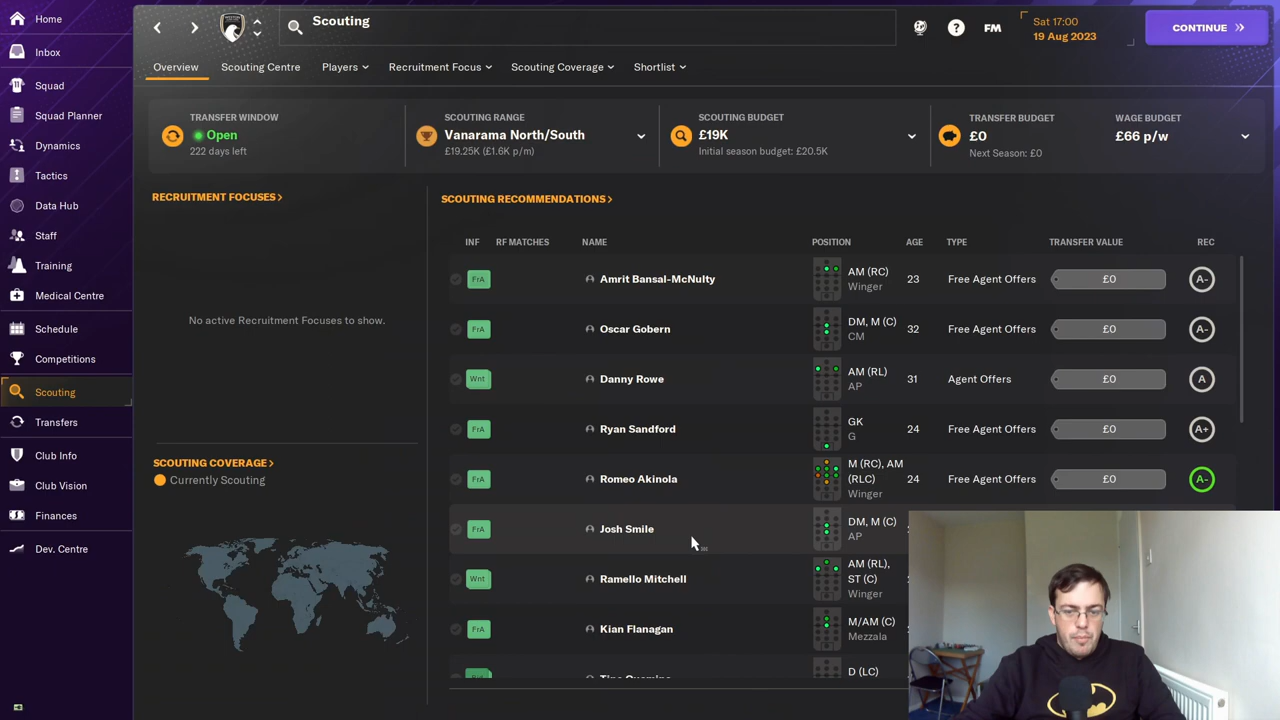 Home
Inbox
Squad
Squad Planner
Dynamics
Tactics
Data Hub
Staff
Training
Medical Centre
Schedule
Competitions
Scouting
Transfers
Club Info
Club Vision
Finances
Dev. Centre
Scouting
FM
Sat 17:00
19 Aug 2023
CONTINUE
Overview
Scouting Centre
Players
Recruitment Focus
Scouting Coverage
Shortlist
TRANSFER WINDOW
Open
222 days left
SCOUTING RANGE
Vanarama North/South
£19.25K (£1.6K p/m)
SCOUTING BUDGET
£19K
Initial season budget: £20.5K
TRANSFER BUDGET
£0
Next Season: £0
WAGE BUDGET
£66 p/w
RECRUITMENT FOCUSES
No active Recruitment Focuses to show.
SCOUTING COVERAGE
Currently Scouting
SCOUTING RECOMMENDATIONS
INF RF MATCHES NAME POSITION AGE TYPE TRANSFER VALUE REC
FrA Amrit Bansal-McNulty AM (RC) Winger 23 Free Agent Offers £0 A-
FrA Oscar Gobern DM, M (C) CM 32 Free Agent Offers £0 A-
Wnt Danny Rowe AM (RL) AP 31 Agent Offers £0 A
FrA Ryan Sandford GK G 24 Free Agent Offers £0 A+
FrA Romeo Akinola M (RC), AM (RLC) Winger 24 Free Agent Offers £0 A-
FrA Josh Smile DM, M (C) AP
Wnt Ramello Mitchell AM (RL), ST (C) Winger
FrA Kian Flanagan M/AM (C) Mezzala
D (LC)